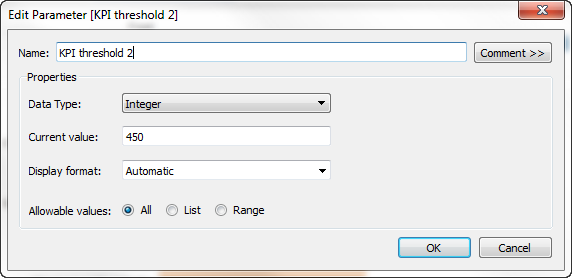 Edit Parameter [KPI threshold 2]
Name: KPI threshold 2 Comment >>
Properties
Data Type: Integer
Current value: 450
Display format: Automatic
Allowable values: All List Range
OK Cancel